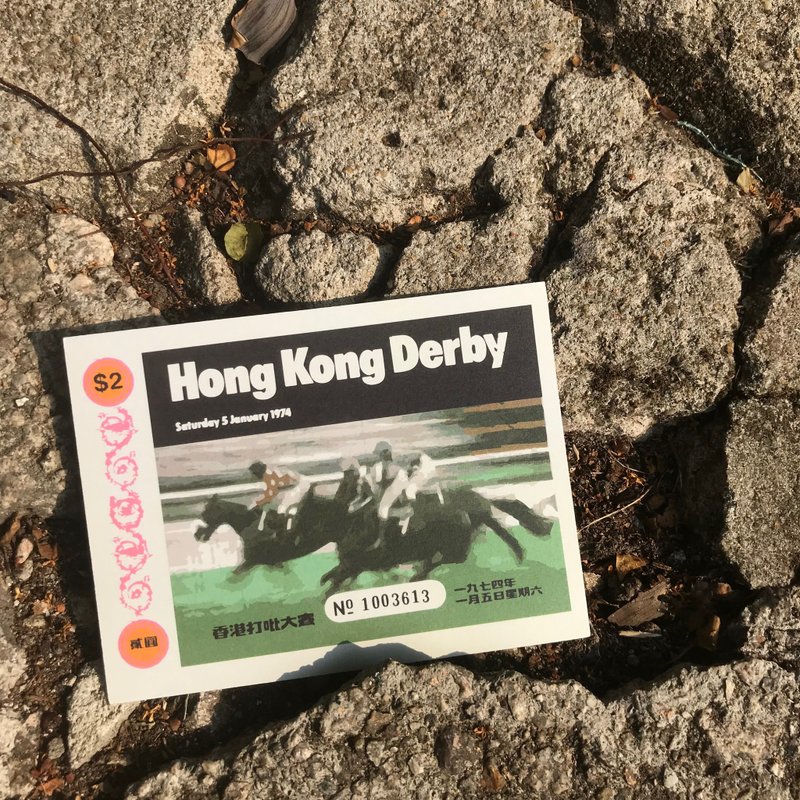 $2
Hong Kong Derby
Saturday 5 January 1974
香港打吡大賽
Nº 1003613
一九七四年
一月五日星期六
貳圓